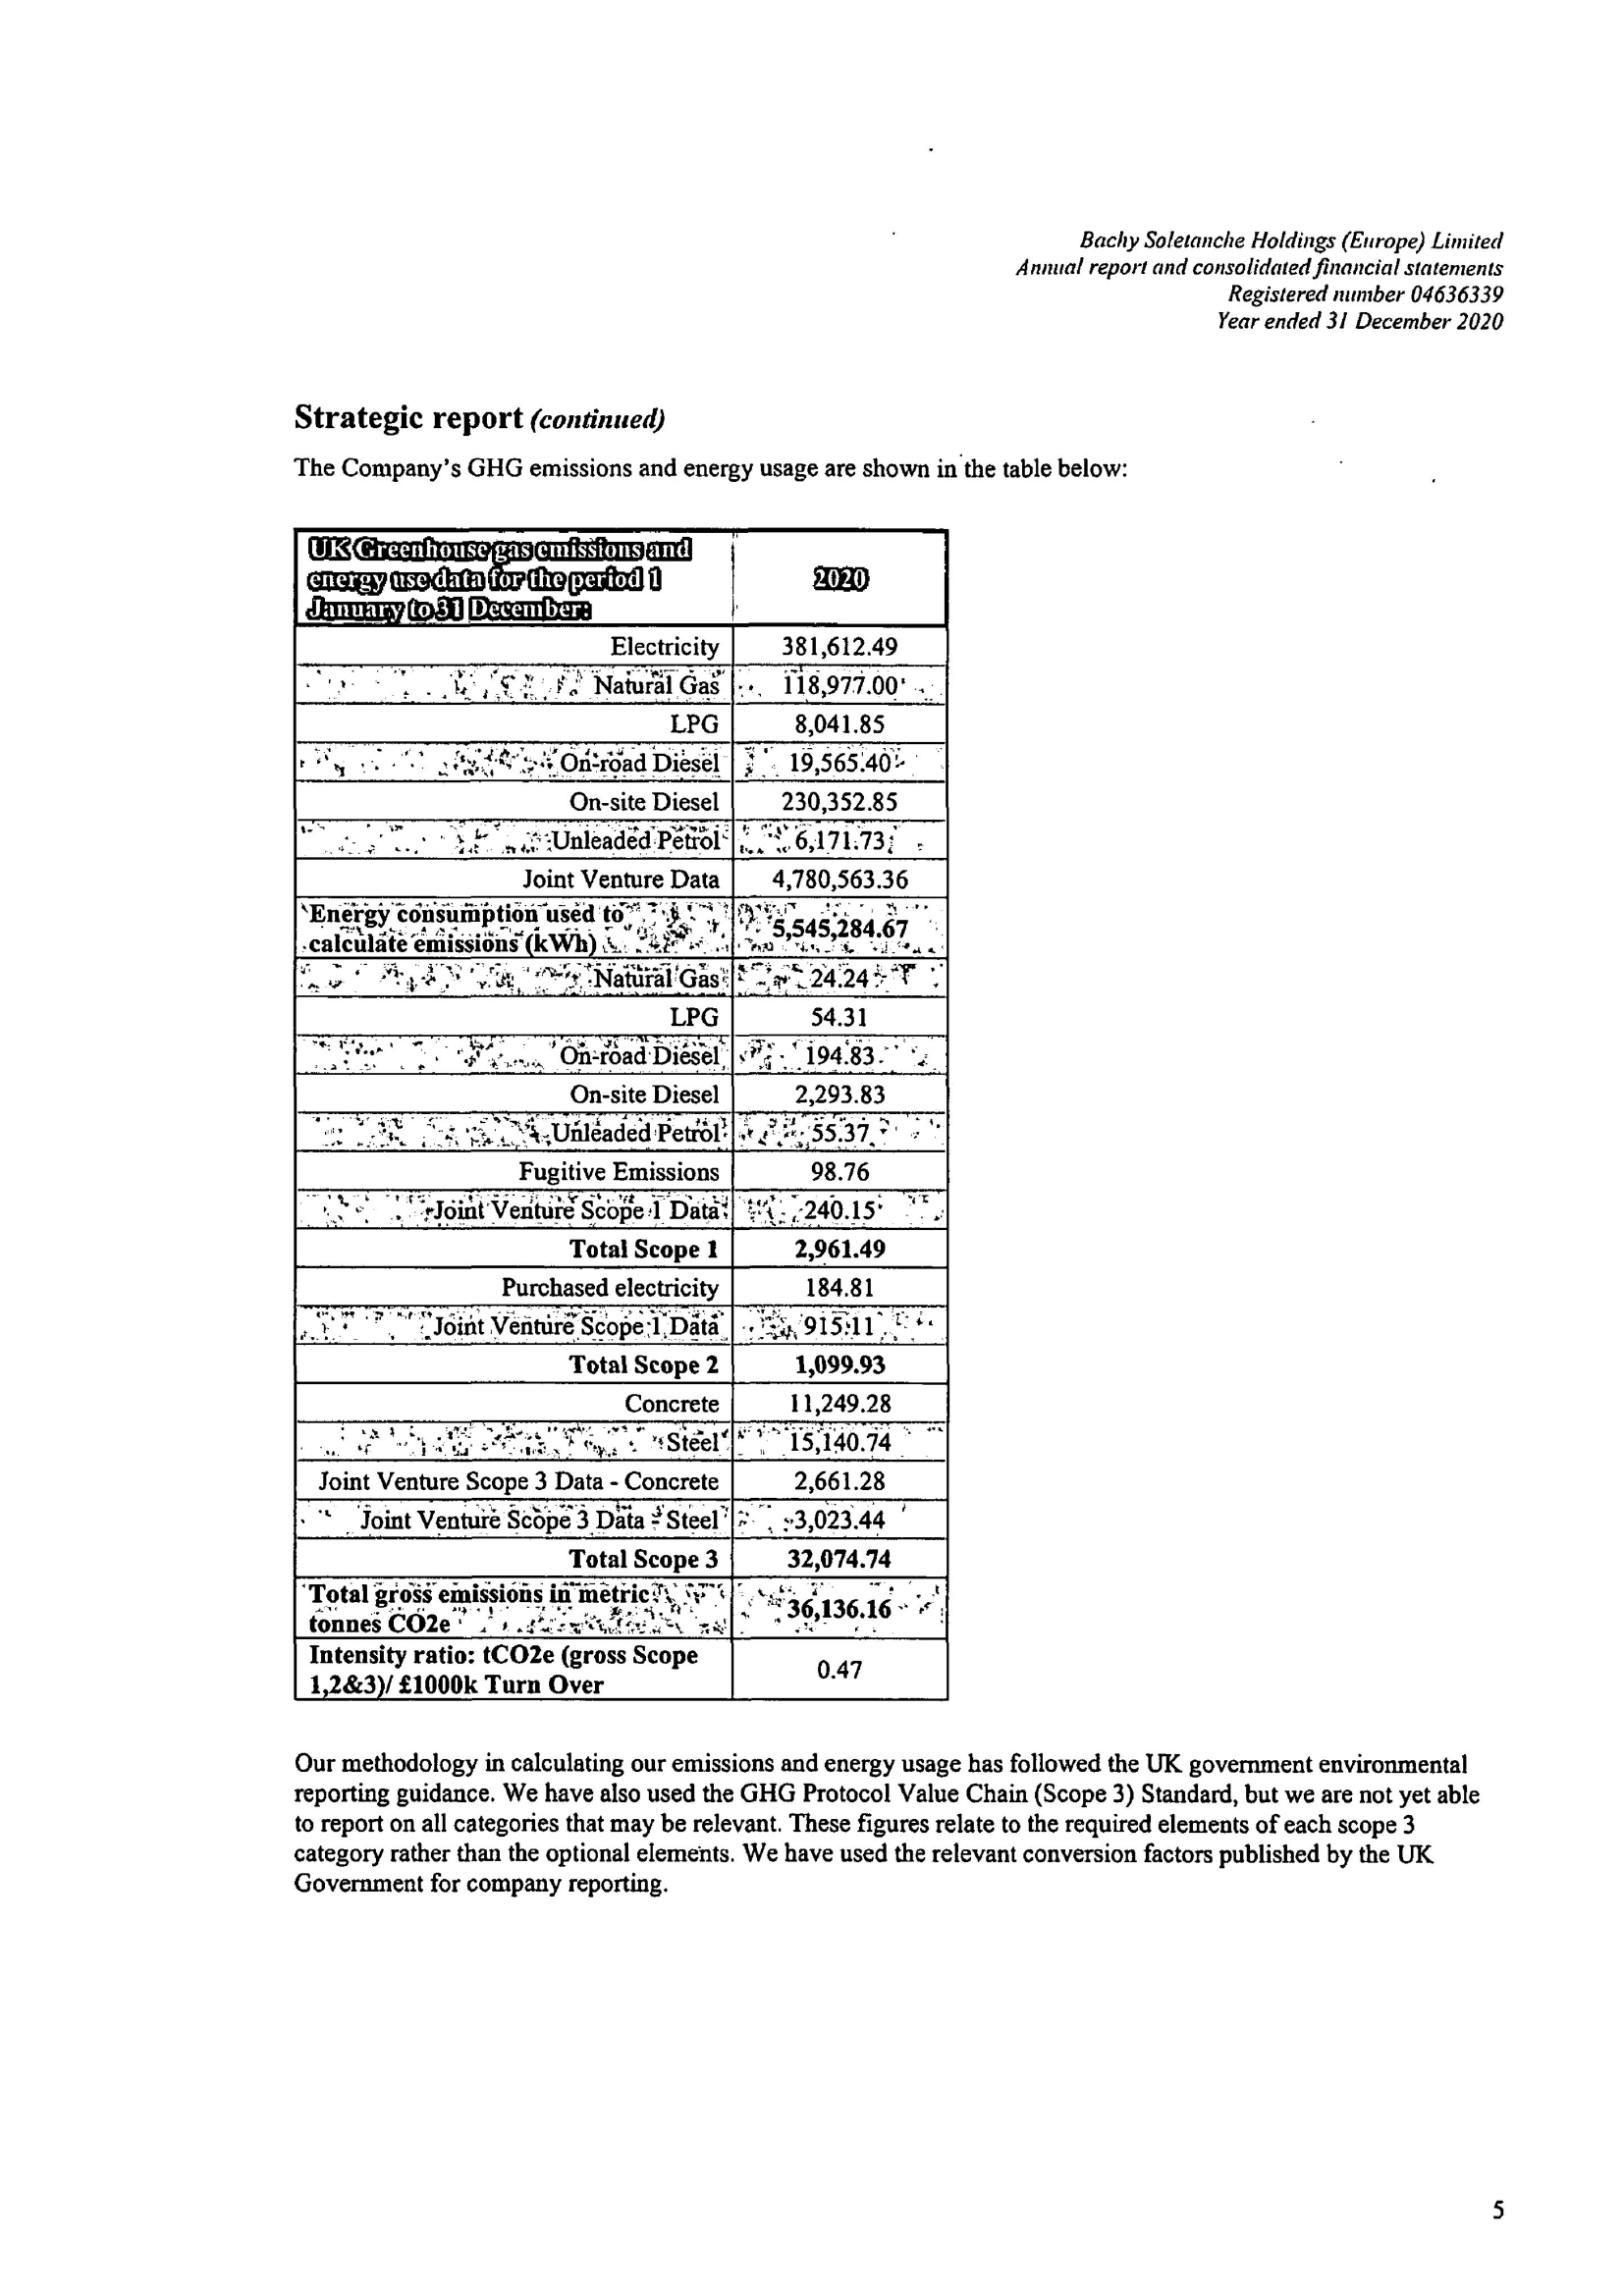 Bachy Soletanche Holdings (Europe) Limited
Annual report and consolidated financial statements
Registered number 04636339
Year ended 31 December 2020
Strategic report (continued)
The Company's GHG emissions and energy usage are shown in the table below:
UK Greenhouse gas emissions and
energy use data for the period 1
January to 31 December:
2020
Electricity 381,612.49
Natural Gas 118,977.00
LPG 8,041.85
On-road Diesel 19,565.40
On-site Diesel 230,352.85
Unleaded Petrol 6,171.73
Joint Venture Data 4,780,563.36
Energy consumption used to
calculate emissions (kWh)
5,545,284.67
Natural Gas 24.24
LPG 54.31
On-road Diesel 194.83
On-site Diesel 2,293.83
Unleaded Petrol 55.37
Fugitive Emissions 98.76
Joint Venture Scope 1 Data 240.15
Total Scope 1 2,961.49
Purchased electricity 184.81
Joint Venture Scope 1 Data 915.11
Total Scope 2 1,099.93
Concrete 11,249.28
Steel 15,140.74
Joint Venture Scope 3 Data - Concrete 2,661.28
Joint Venture Scope 3 Data - Steel 3,023.44
Total Scope 3 32,074.74
Total gross emissions in metric
tonnes CO2e
36,136.16
Intensity ratio: tCO2e (gross Scope
1,2&3)/ £1000k Turn Over
0.47
Our methodology in calculating our emissions and energy usage has followed the UK government environmental
reporting guidance. We have also used the GHG Protocol Value Chain (Scope 3) Standard, but we are not yet able
to report on all categories that may be relevant. These figures relate to the required elements of each scope 3
category rather than the optional elements. We have used the relevant conversion factors published by the UK
Government for company reporting.
5